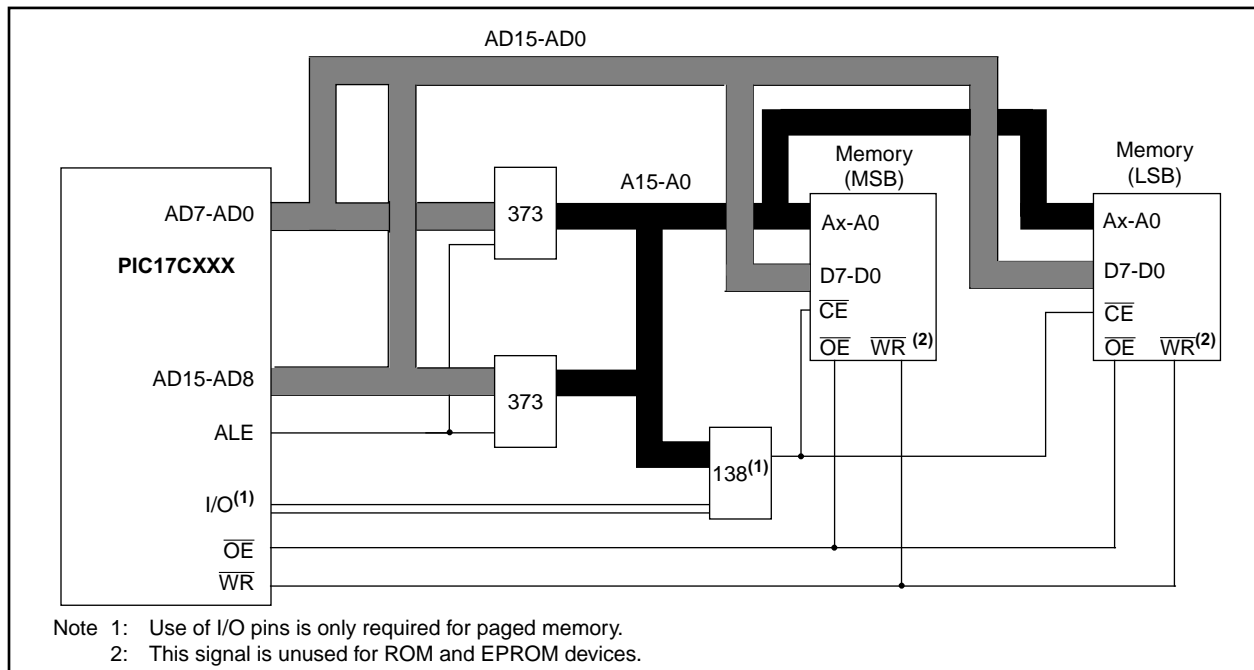 AD15-AD0
Memory
(MSB)
Memory
(LSB)
A15-A0
AD7-AD0
373
Ax-A0
Ax-A0
PIC17CXXX
D7-D0
D7-D0
CE
CE
OE WR(2)
OE WR(2)
AD15-AD8
373
ALE
138(1)
I/O(1)
OE
WR
Note 1: Use of I/O pins is only required for paged memory.
2: This signal is unused for ROM and EPROM devices.